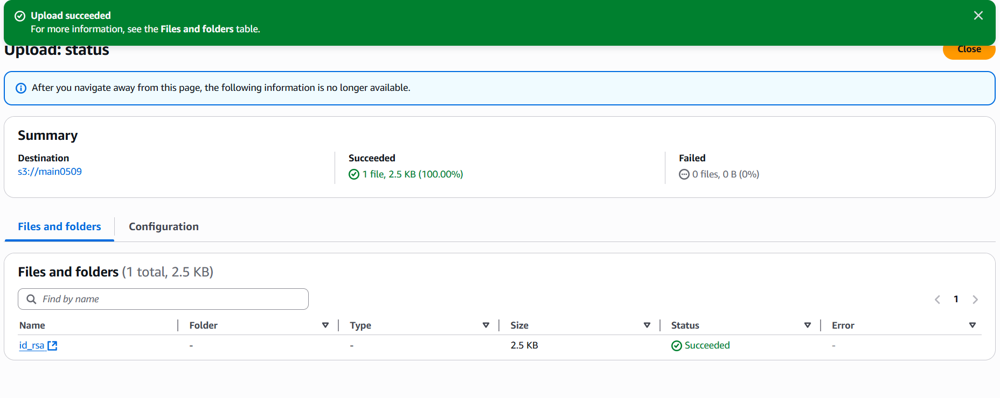 Upload succeeded
For more information, see the Files and folders table.
Upload: status
Close
After you navigate away from this page, the following information is no longer available.
Summary
Destination
s3://main0509
Succeeded
1 file, 2.5 KB (100.00%)
Failed
0 files, 0 B (0%)
Files and folders
Configuration
Files and folders (1 total, 2.5 KB)
Find by name
1
Name Folder Type Size Status Error
id_rsa - - 2.5 KB Succeeded -